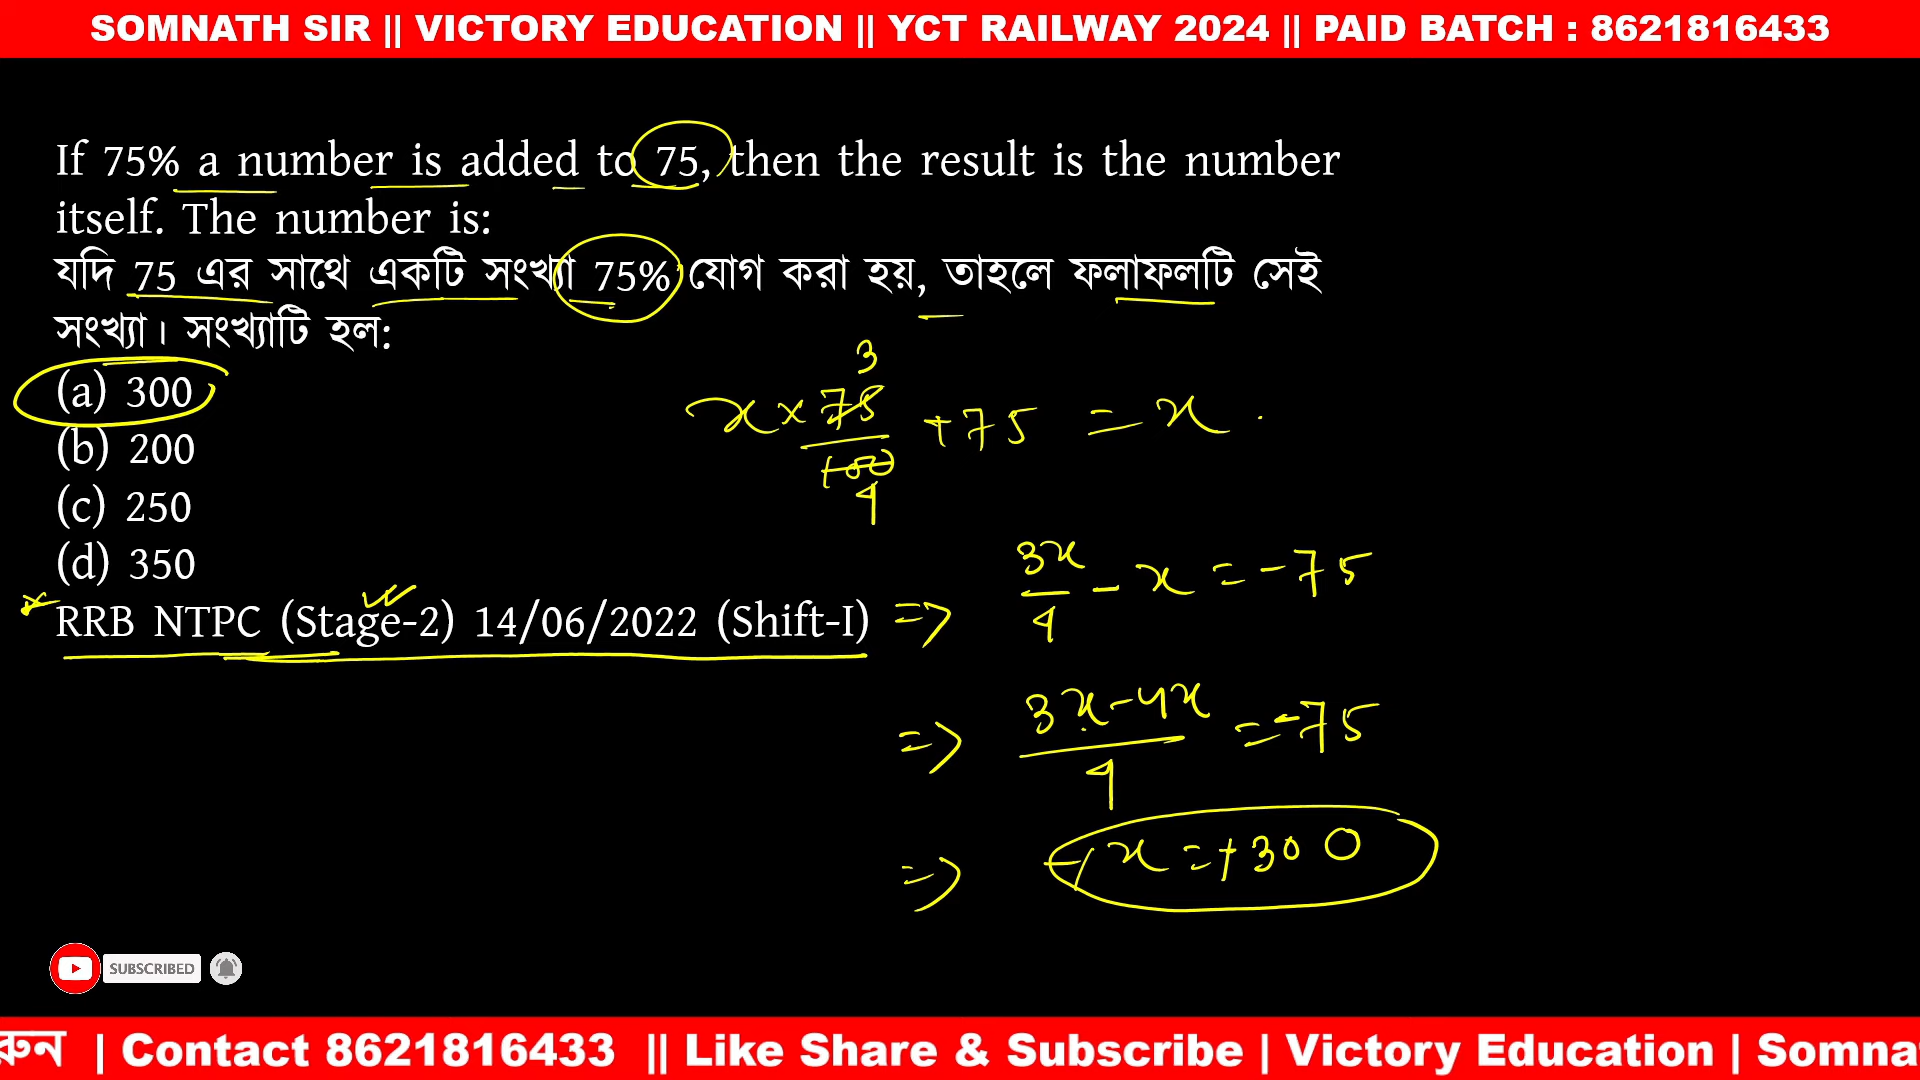 SOMNATH SIR || VICTORY EDUCATION || YCT RAILWAY 2024 || PAID BATCH : 8621816433
If 75% a number is added to 75, then the result is the number
itself. The number is:
যদি 75 এর সাথে একটি সংখ্যা 75% যোগ করা হয়, তাহলে ফলাফলটি সেই
সংখ্যা। সংখ্যাটি হল:
(a) 300
(b) 200
(c) 250
(d) 350
RRB NTPC (Stage-2) 14/06/2022 (Shift-I)
3
x × 75
100 + 75 = x
4
=> 3x/4 - x = -75
=> 3x-4x/4 = -75
=> -x = +300
SUBSCRIBED
রুন | Contact 8621816433 || Like Share & Subscribe | Victory Education | Somna